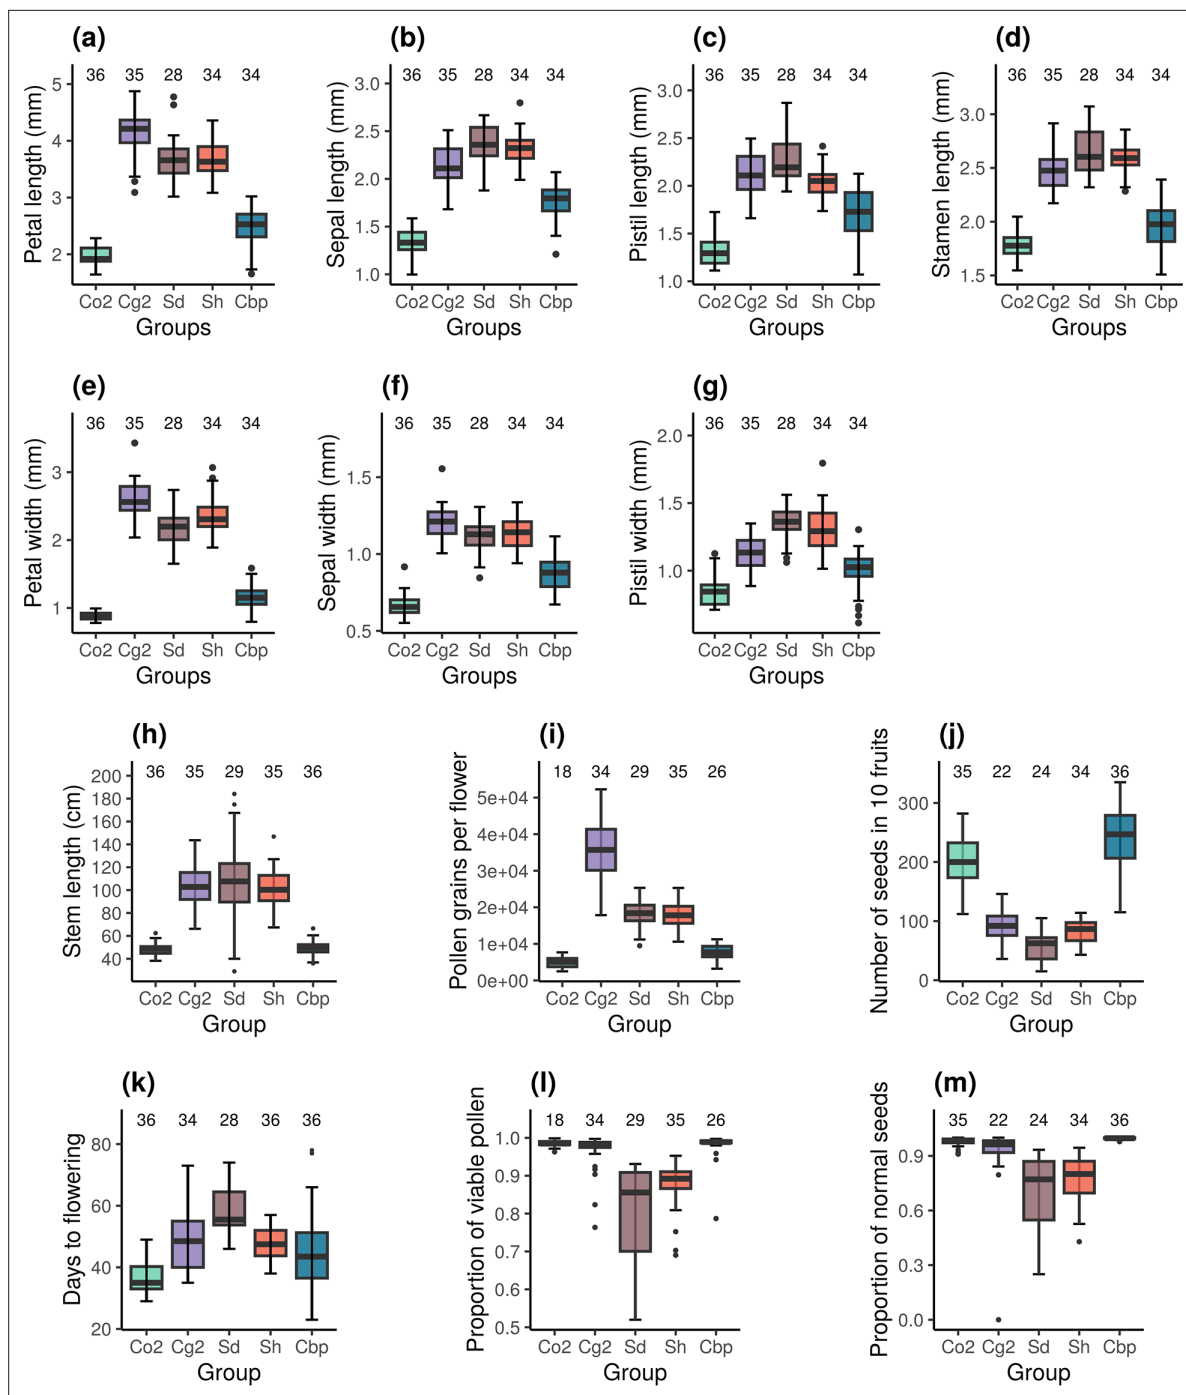 (a)
36 35 28 34 34
Petal length (mm)
5
4
3
2
Co2 Cg2 Sd Sh Cbp
Groups
(b)
36 35 28 34 34
Sepal length (mm)
3.0
2.5
2.0
1.5
1.0
Co2 Cg2 Sd Sh Cbp
Groups
(c)
36 35 28 34 34
Pistil length (mm)
3.0
2.5
2.0
1.5
1.0
Co2 Cg2 Sd Sh Cbp
Groups
(d)
36 35 28 34 34
Stamen length (mm)
3.0
2.5
2.0
1.5
Co2 Cg2 Sd Sh Cbp
Groups
(e)
36 35 28 34 34
Petal width (mm)
3
2
1
Co2 Cg2 Sd Sh Cbp
Groups
(f)
36 35 28 34 34
Sepal width (mm)
1.5
1.0
0.5
Co2 Cg2 Sd Sh Cbp
Groups
(g)
36 35 28 34 34
Pistil width (mm)
2.0
1.5
1.0
Co2 Cg2 Sd Sh Cbp
Groups
(h)
36 35 29 35 36
Stem length (cm)
200
180
160
140
120
100
80
60
40
Co2 Cg2 Sd Sh Cbp
Group
(i)
18 34 29 35 26
Pollen grains per flower
5e+04
4e+04
3e+04
2e+04
1e+04
0e+00
Co2 Cg2 Sd Sh Cbp
Group
(j)
35 22 24 34 36
Number of seeds in 10 fruits
300
200
100
0
Co2 Cg2 Sd Sh Cbp
Group
(k)
36 34 28 36 36
Days to flowering
80
60
40
20
Co2 Cg2 Sd Sh Cbp
Group
(l)
18 34 29 35 26
Proportion of viable pollen
1.0
0.9
0.8
0.7
0.6
0.5
Co2 Cg2 Sd Sh Cbp
Group
(m)
35 22 24 34 36
Proportion of normal seeds
0.9
0.6
0.3
0.0
Co2 Cg2 Sd Sh Cbp
Group